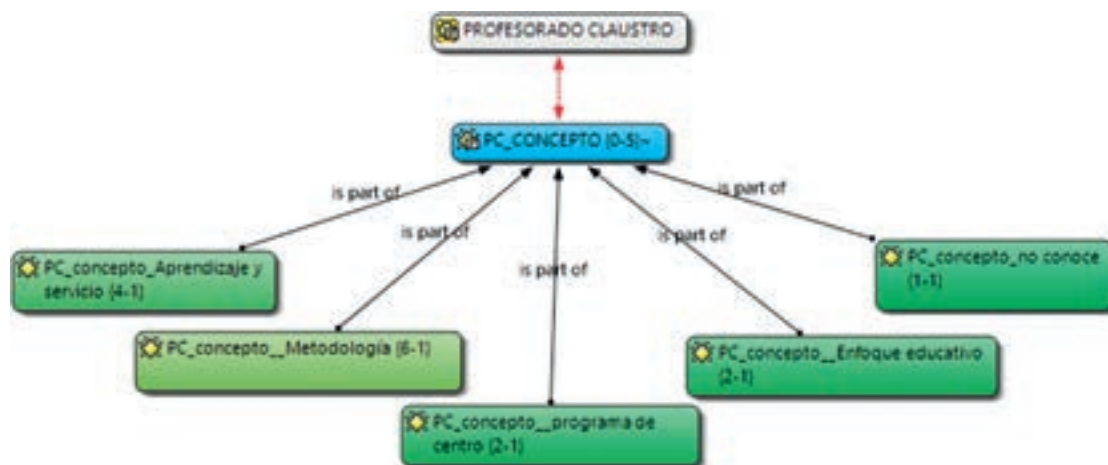 PROFESORADO CLAUSTRO
PC_CONCEPTO {0-5}~
is part of
is part of
is part of
is part of
is part of
PC_concepto_Aprendizaje y
servicio {4-1}
PC_concepto_no conoce
{1-1}
PC_concepto__Metodología {6-1}
PC_concepto__Enfoque educativo
{2-1}
PC_concepto__programa de
centro {2-1}